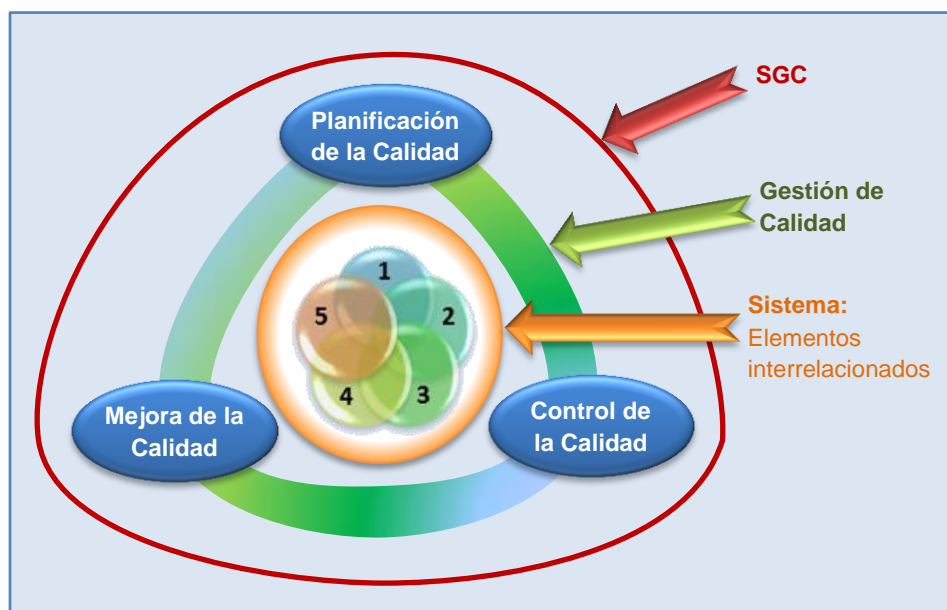 SGC
Planificación
de la Calidad
Gestión de
Calidad
1
5
2
Sistema:
Elementos
interrelacionados
4
3
Mejora de la
Calidad
Control de
la Calidad